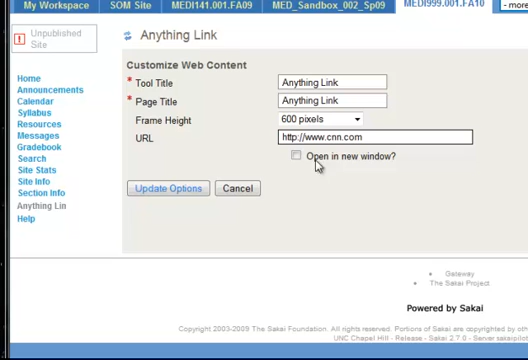 My Workspace SOM Site MEDI141.001.FA09 MED_Sandbox_002_Sp09 MEDI999.001.FA10 - more
Unpublished
Site
Anything Link
Home
Announcements
Calendar
Syllabus
Resources
Messages
Gradebook
Search
Site Stats
Site Info
Section Info
Anything Lin
Help
Customize Web Content
* Tool Title Anything Link
* Page Title Anything Link
Frame Height 600 pixels
URL http://www.cnn.com
Open in new window?
Update Options Cancel
Gateway
The Sakai Project
Powered by Sakai
Copyright 2003-2009 The Sakai Foundation. All rights reserved. Portions of Sakai are copyrighted by ot
UNC Chapel Hill - Release - Sakai 2.7.0 - Server sakaipilot